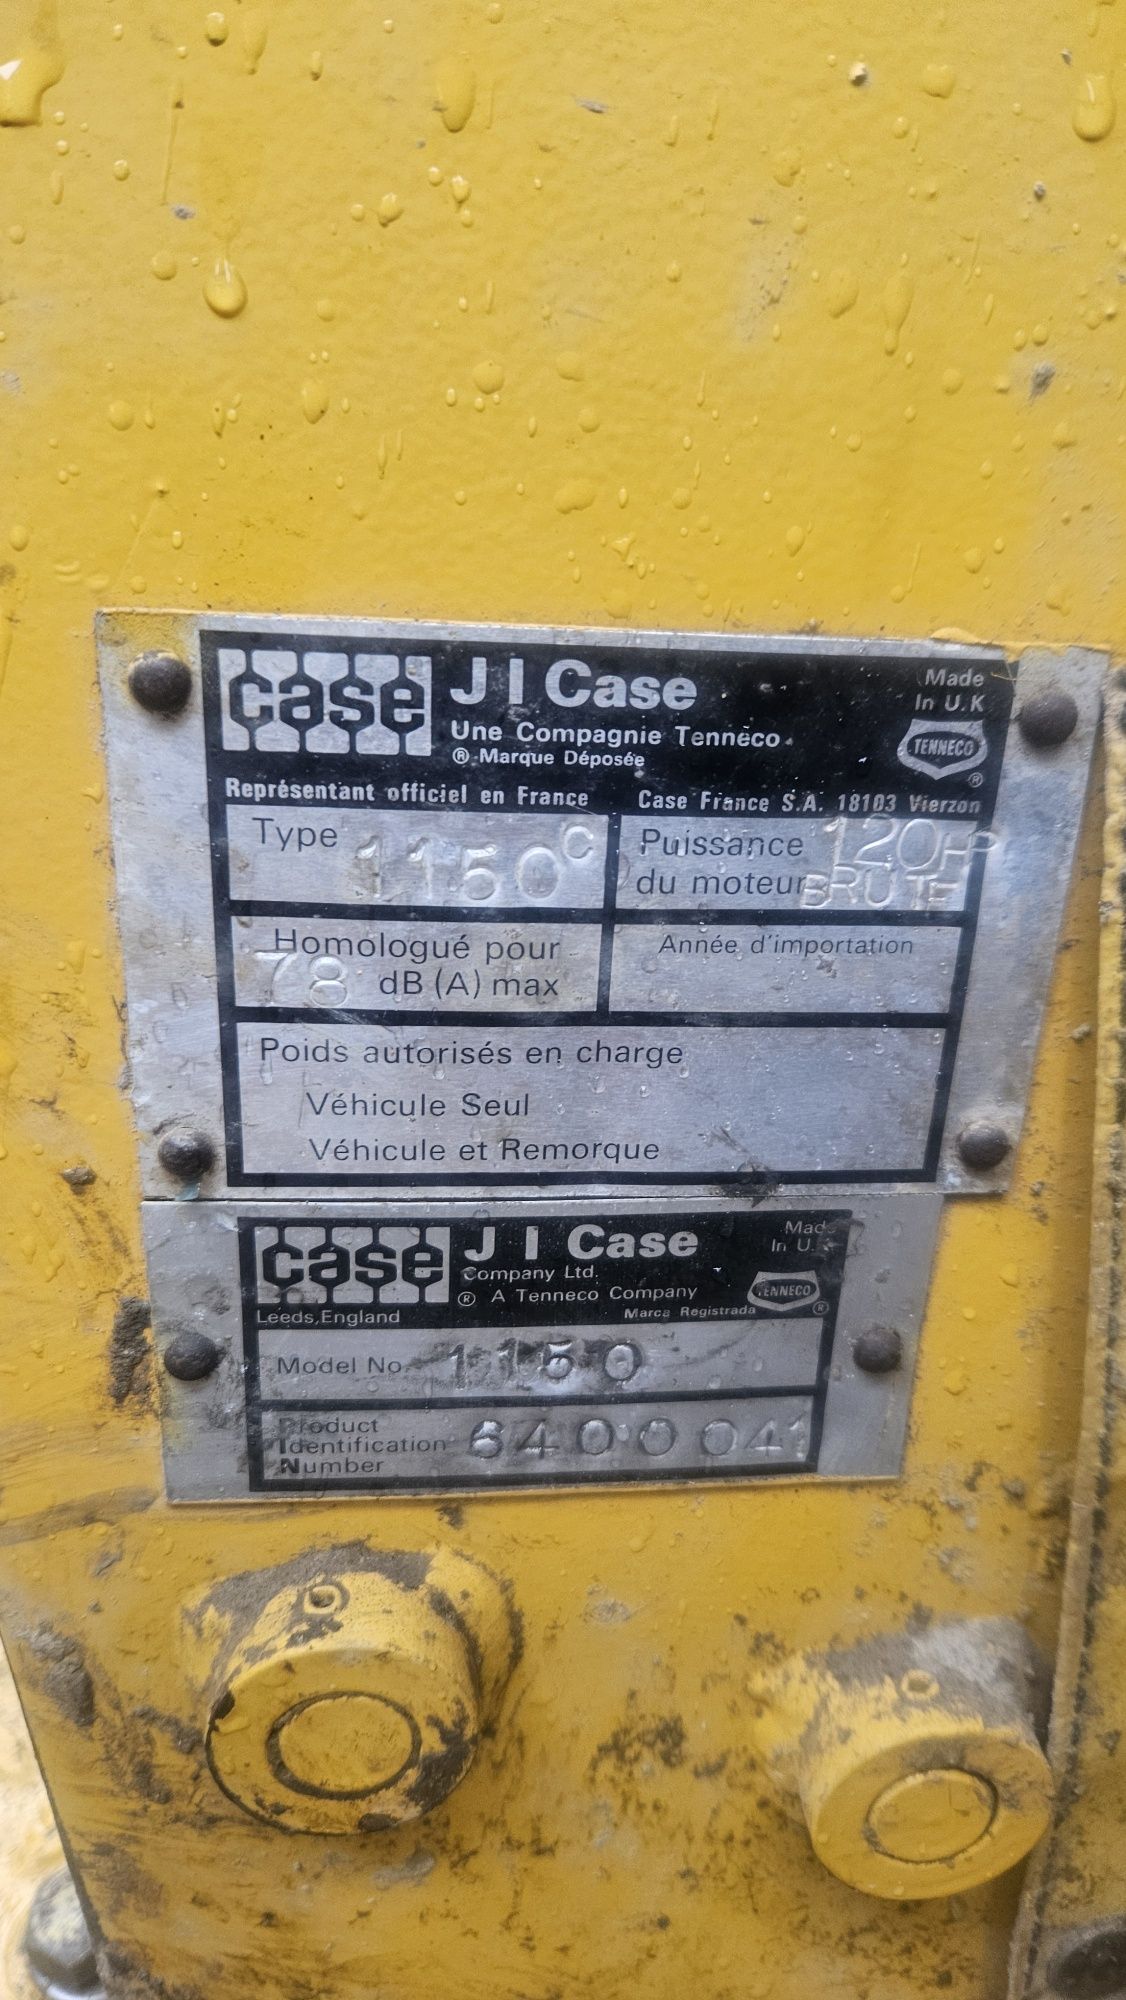 case J I Case
Une Compagnie Tenneco
® Marque Déposée
Made
In U.K
TENNECO
®
Représentant officiel en France Case France S.A. 18103 Vierzon
Type 1150C
Puissance 120HP
du moteur BRUTE
Homologué pour
78 dB (A) max
Année d'importation
Poids autorisés en charge
Véhicule Seul
Véhicule et Remorque
case J I Case
Company Ltd.
® A Tenneco Company
Made
In U.
TENNECO
®
Leeds, England Marca Registrada
Model No. 1150
Product
Identification 6400041
Number